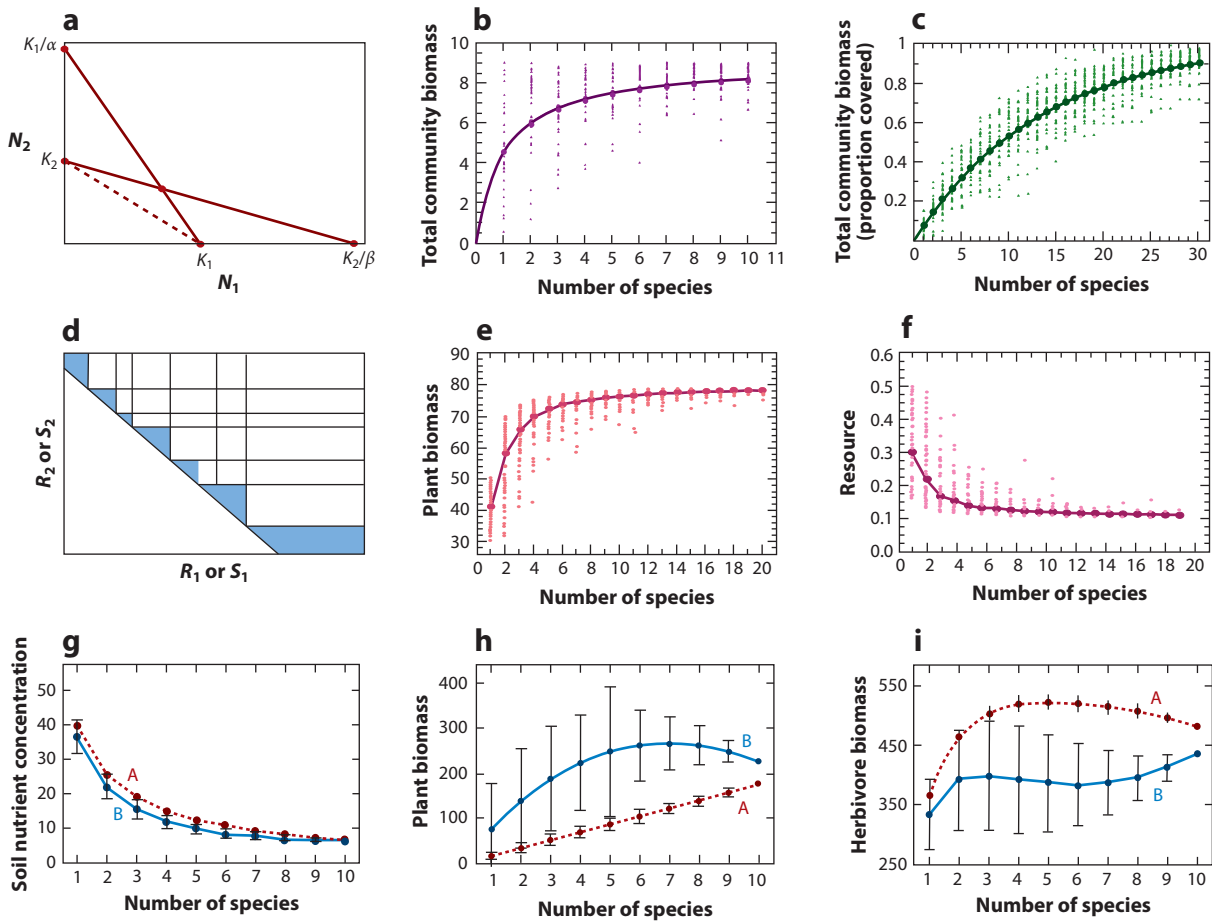 a
K1/α
N2
K2
K1
K2/β
N1
b
Total community biomass
10
8
6
4
2
0
0 1 2 3 4 5 6 7 8 9 10 11
Number of species
c
Total community biomass
(proportion covered)
1
0.8
0.6
0.4
0.2
0 5 10 15 20 25 30
Number of species
d
R2 or S2
R1 or S1
e
Plant biomass
90
80
70
60
50
40
30
0 2 4 6 8 10 12 14 16 18 20
Number of species
f
Resource
0.6
0.5
0.4
0.3
0.2
0.1
0.0
0 2 4 6 8 10 12 14 16 18 20
Number of species
g
Soil nutrient concentration
50
40
30
20
10
0
A
B
1 2 3 4 5 6 7 8 9 10
Number of species
h
Plant biomass
400
300
200
100
0
B
A
1 2 3 4 5 6 7 8 9 10
Number of species
i
Herbivore biomass
550
450
350
250
A
B
1 2 3 4 5 6 7 8 9 10
Number of species